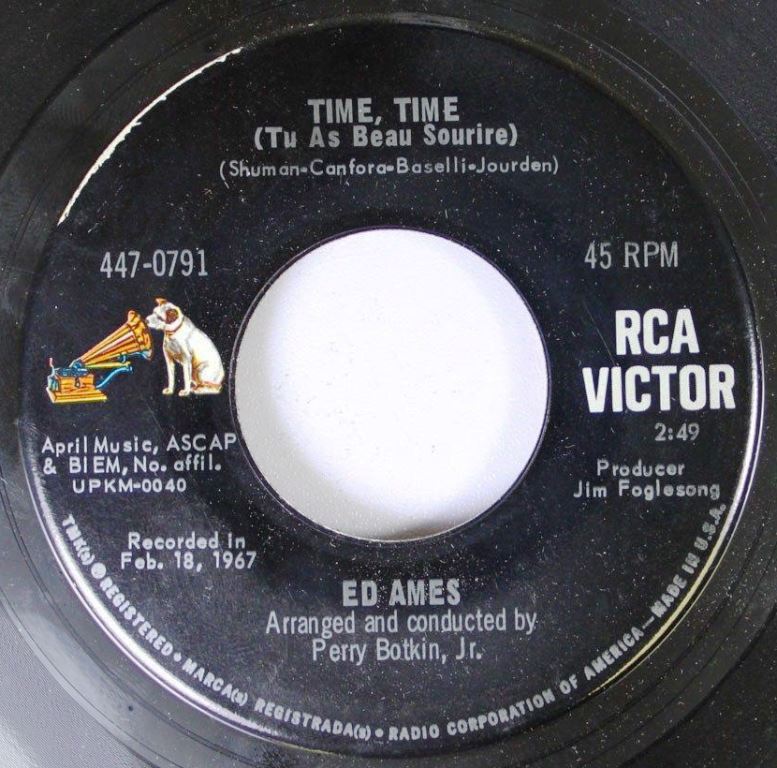 TIME, TIME
(Tu As Beau Sourire)
(Shuman-Canfora-Baselli-Jourden)
447-0791
45 RPM
RCA
VICTOR
2:49
April Music, ASCAP
& BIEM, No. affil.
UPKM-0040
Producer
Jim Foglesong
Recorded in
Feb. 18, 1967
ED AMES
Arranged and conducted by
Perry Botkin, Jr.
TMK(s) ® REGISTERED • MARCA(s) REGISTRADA(s) • RADIO CORPORATION OF AMERICA—MADE IN U.S.A.